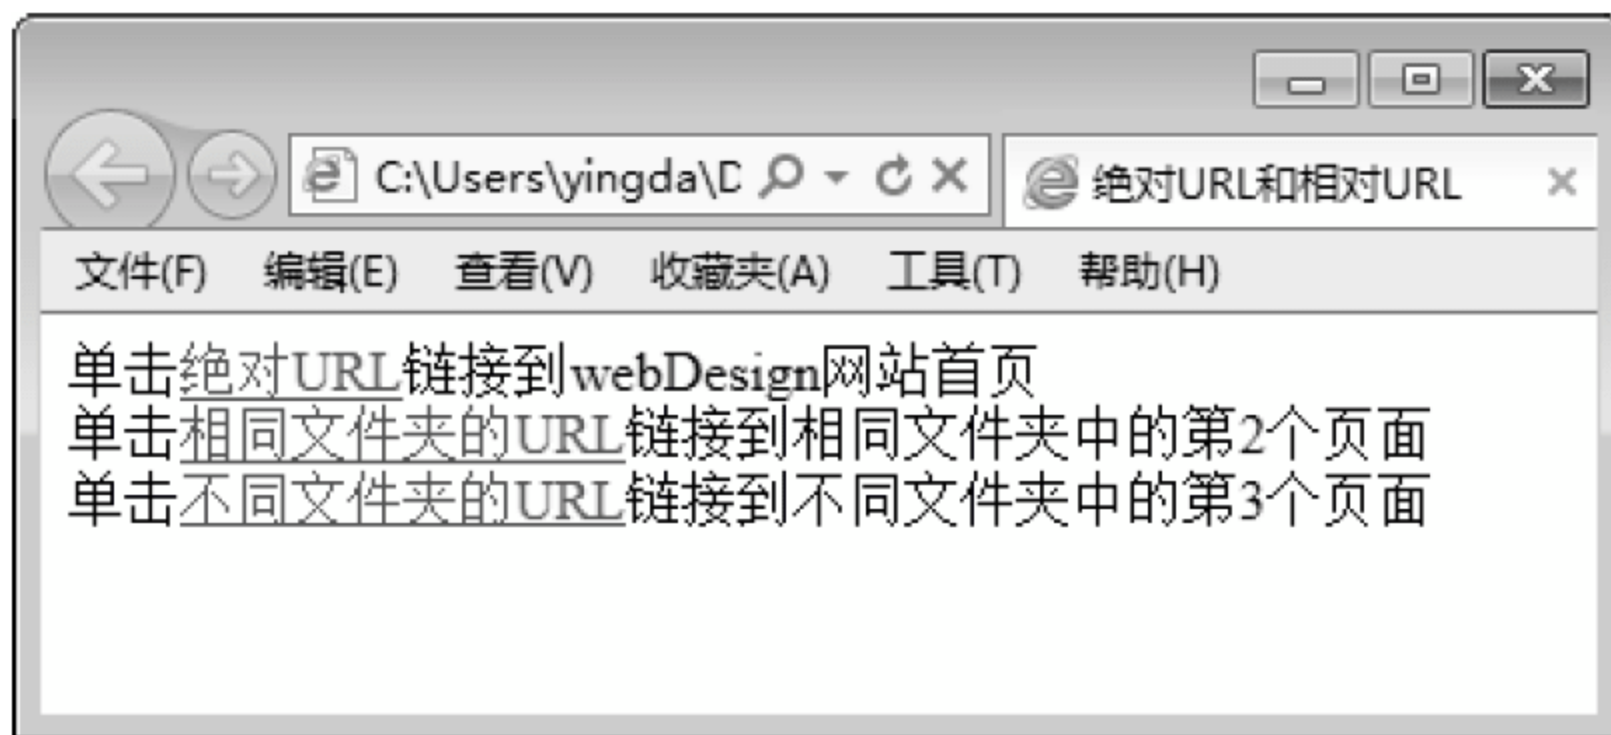 C:\Users\yingda\D
绝对URL和相对URL
文件(F) 编辑(E) 查看(V) 收藏夹(A) 工具(T) 帮助(H)
单击绝对URL链接到webDesign网站首页
单击相同文件夹的URL链接到相同文件夹中的第2个页面
单击不同文件夹的URL链接到不同文件夹中的第3个页面